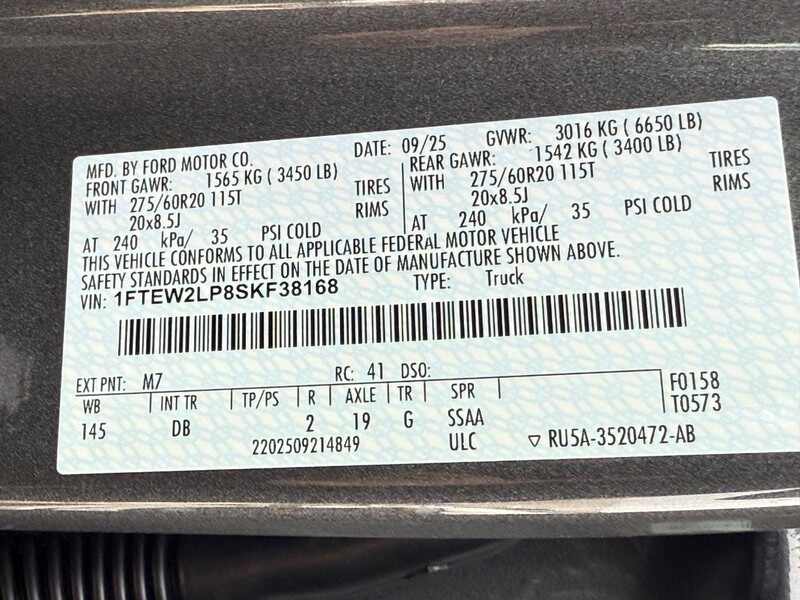 MFD. BY FORD MOTOR CO. DATE: 09/25 GVWR: 3016 KG ( 6650 LB)
FRONT GAWR: 1565 KG ( 3450 LB) REAR GAWR: 1542 KG ( 3400 LB)
WITH 275/60R20 115T TIRES WITH 275/60R20 115T TIRES
20x8.5J RIMS 20x8.5J RIMS
AT 240 kPa/ 35 PSI COLD AT 240 kPa/ 35 PSI COLD
THIS VEHICLE CONFORMS TO ALL APPLICABLE FEDERAL MOTOR VEHICLE
SAFETY STANDARDS IN EFFECT ON THE DATE OF MANUFACTURE SHOWN ABOVE.
VIN: 1FTEW2LP8SKF38168 TYPE: Truck
EXT PNT: M7 RC: 41 DSO:
WB INT TR TP/PS R AXLE TR SPR F0158
145 DB 2 19 G SSAA T0573
2202509214849 ULC ▽ RU5A-3520472-AB